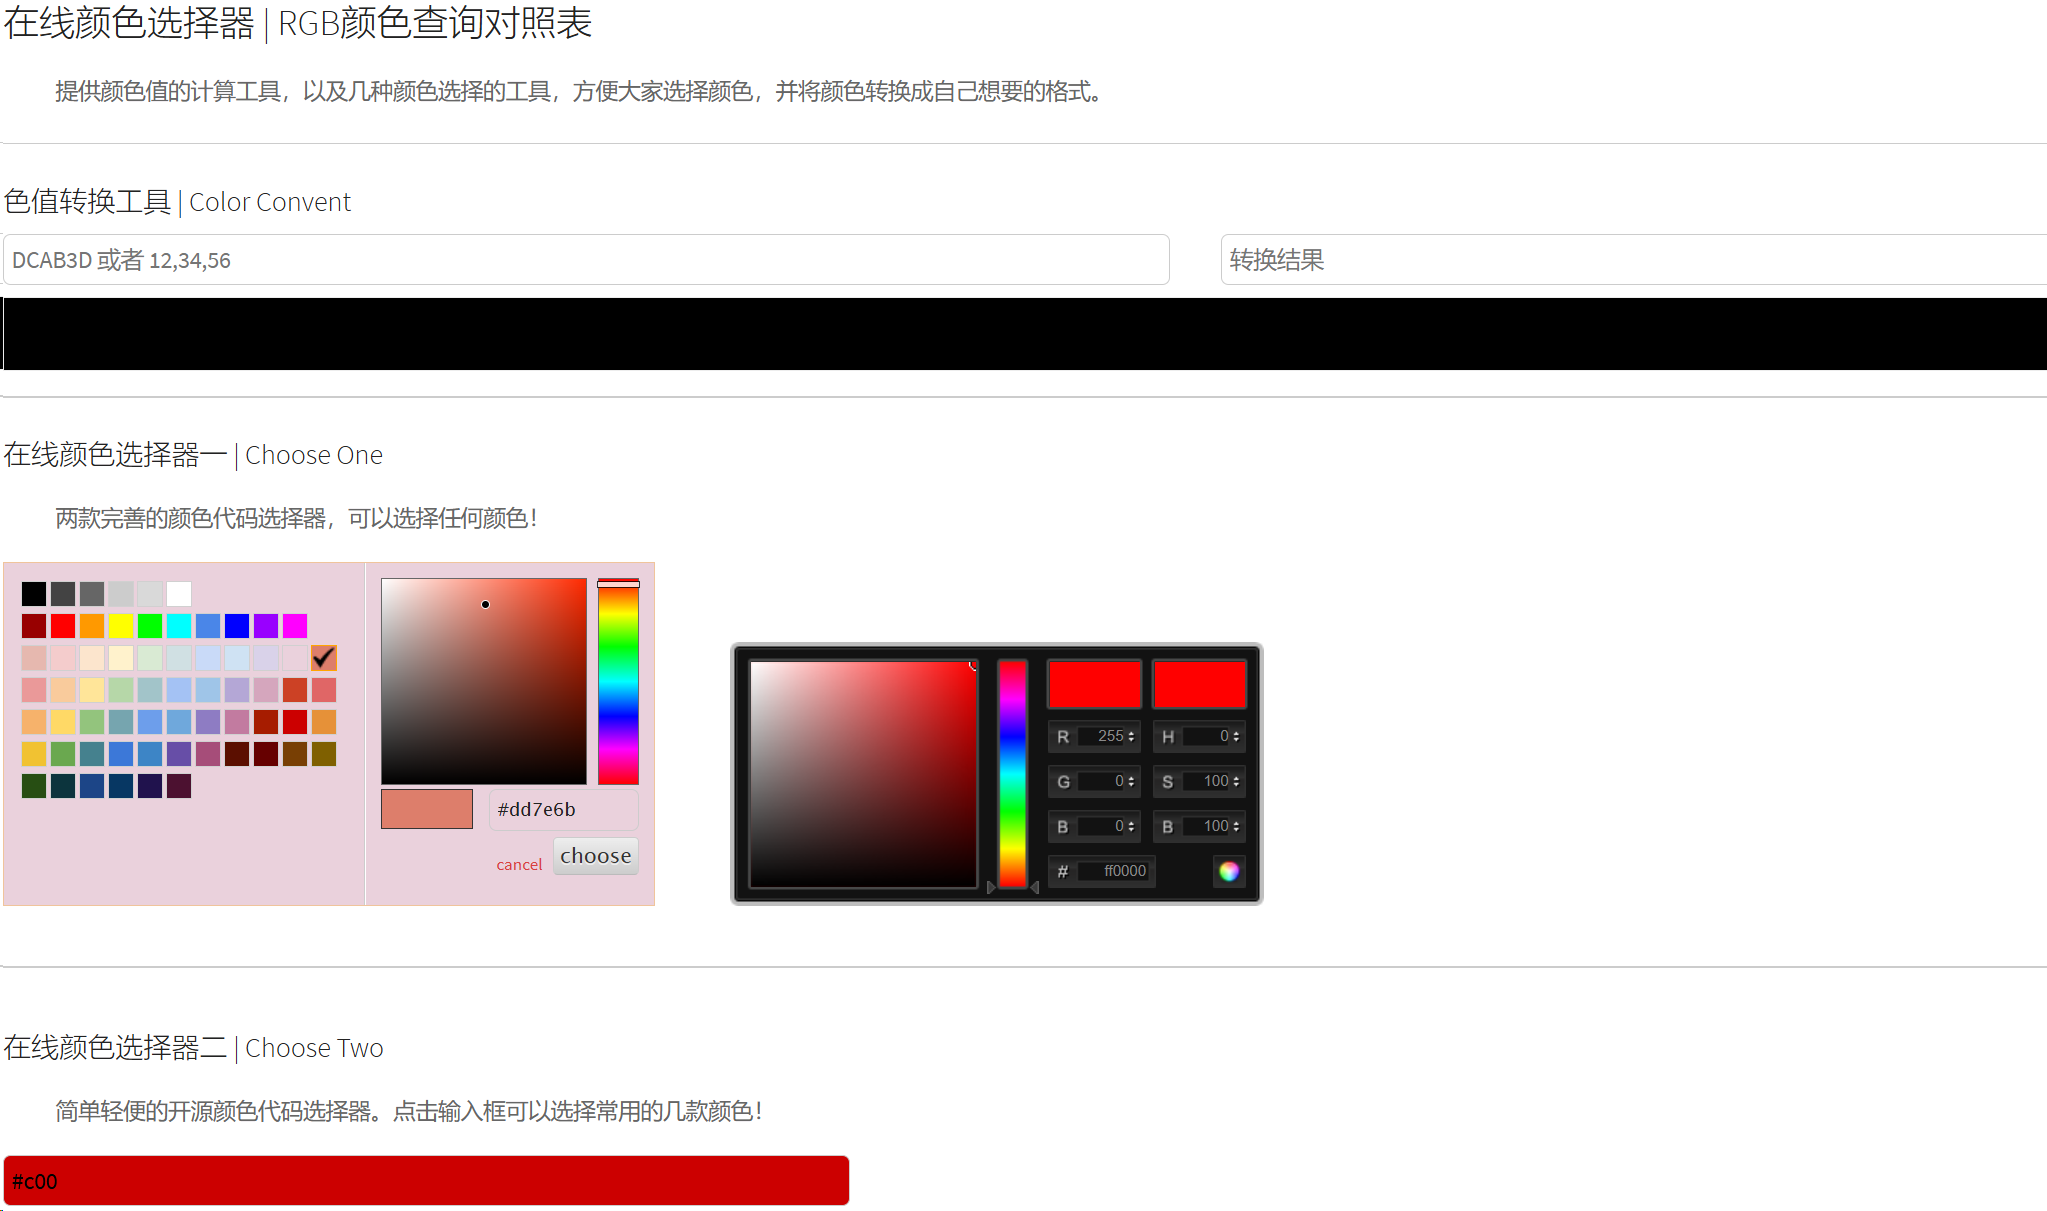 在线颜色选择器 | RGB颜色查询对照表
提供颜色值的计算工具，以及几种颜色选择的工具，方便大家选择颜色，并将颜色转换成自己想要的格式。
色值转换工具 | Color Convent
DCAB3D 或者 12,34,56
转换结果
在线颜色选择器一 | Choose One
两款完善的颜色代码选择器，可以选择任何颜色！
#dd7e6b
cancel choose
R 255 H 0
G 0 S 100
B 0 B 100
# ff0000
在线颜色选择器二 | Choose Two
简单轻便的开源颜色代码选择器。点击输入框可以选择常用的几款颜色！
#c00